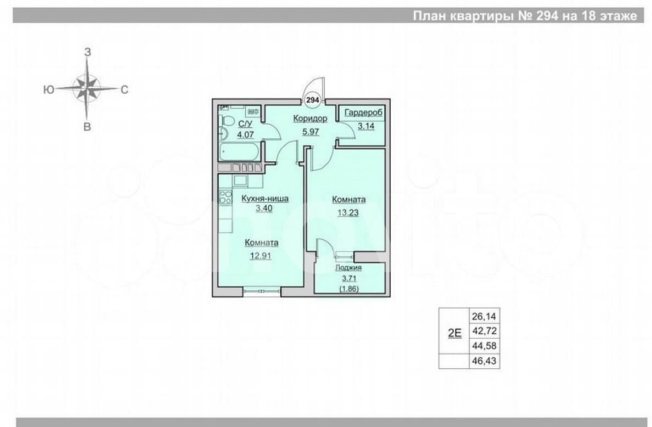 План квартиры № 294 на 18 этаже
З
Ю
С
В
294
С/У
4.07
Коридор
5.97
Гардероб
3.14
Кухня-ниша
3.40
Комната
12.91
Комната
13.23
Лоджия
3.71
(1.86)
2Е
26,14
42,72
44,58
46,43